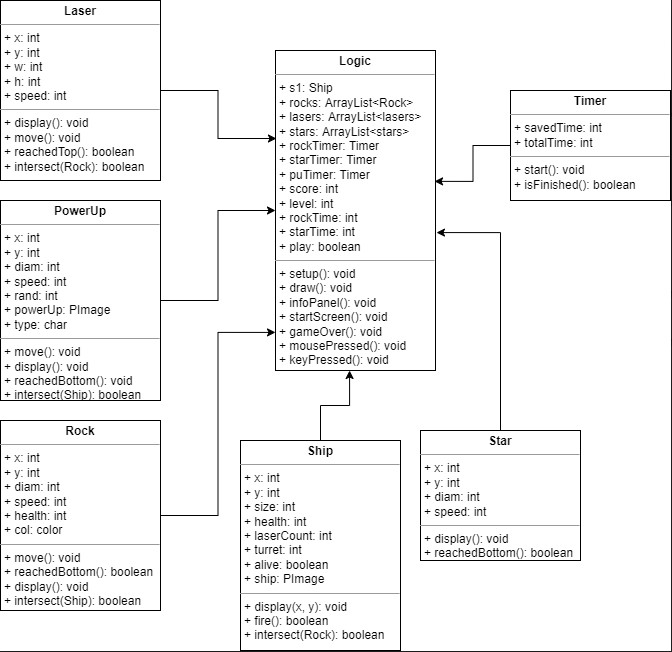 Laser
+ x: int
+ y: int
+ w: int
+ h: int
+ speed: int
+ display(): void
+ move(): void
+ reachedTop(): boolean
+ intersect(Rock): boolean
PowerUp
+ x: int
+ y: int
+ diam: int
+ speed: int
+ rand: int
+ powerUp: PImage
+ type: char
+ move(): void
+ display(): void
+ reachedBottom(): void
+ intersect(Ship): boolean
Rock
+ x: int
+ y: int
+ diam: int
+ speed: int
+ health: int
+ col: color
+ move(): void
+ reachedBottom(): boolean
+ display(): void
+ intersect(Ship): boolean
Logic
+ s1: Ship
+ rocks: ArrayList<Rock>
+ lasers: ArrayList<lasers>
+ stars: ArrayList<stars>
+ rockTimer: Timer
+ starTimer: Timer
+ puTimer: Timer
+ score: int
+ level: int
+ rockTime: int
+ starTime: int
+ play: boolean
+ setup(): void
+ draw(): void
+ infoPanel(): void
+ startScreen(): void
+ gameOver(): void
+ mousePressed(): void
+ keyPressed(): void
Ship
+ x: int
+ y: int
+ size: int
+ health: int
+ laserCount: int
+ turret: int
+ alive: boolean
+ ship: PImage
+ display(x, y): void
+ fire(): boolean
+ intersect(Rock): boolean
Timer
+ savedTime: int
+ totalTime: int
+ start(): void
+ isFinished(): boolean
Star
+ x: int
+ y: int
+ diam: int
+ speed: int
+ display(): void
+ reachedBottom(): boolean